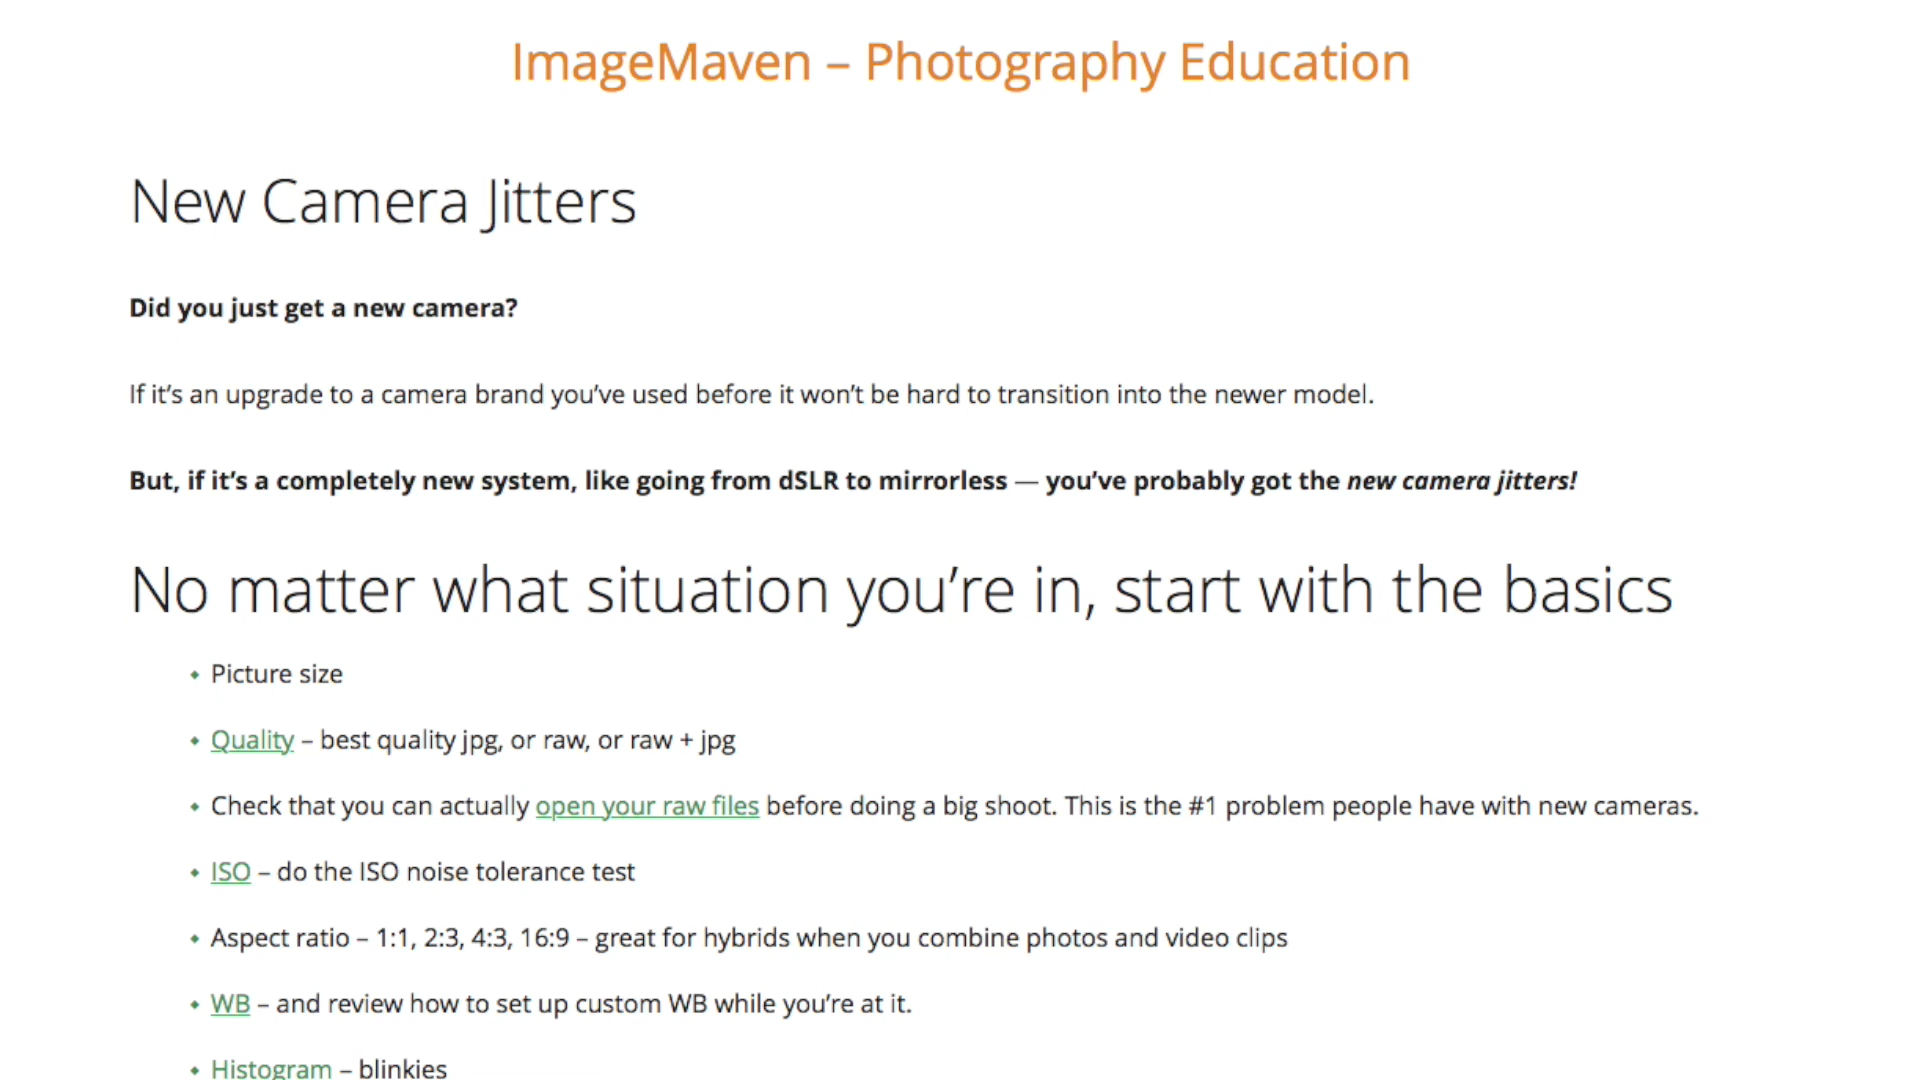 ImageMaven – Photography Education
New Camera Jitters
Did you just get a new camera?
If it’s an upgrade to a camera brand you’ve used before it won’t be hard to transition into the newer model.
But, if it’s a completely new system, like going from dSLR to mirrorless — you’ve probably got the new camera jitters!
No matter what situation you’re in, start with the basics
Picture size
Quality – best quality jpg, or raw, or raw + jpg
Check that you can actually open your raw files before doing a big shoot. This is the #1 problem people have with new cameras.
ISO – do the ISO noise tolerance test
Aspect ratio – 1:1, 2:3, 4:3, 16:9 – great for hybrids when you combine photos and video clips
WB – and review how to set up custom WB while you’re at it.
Histogram – blinkies